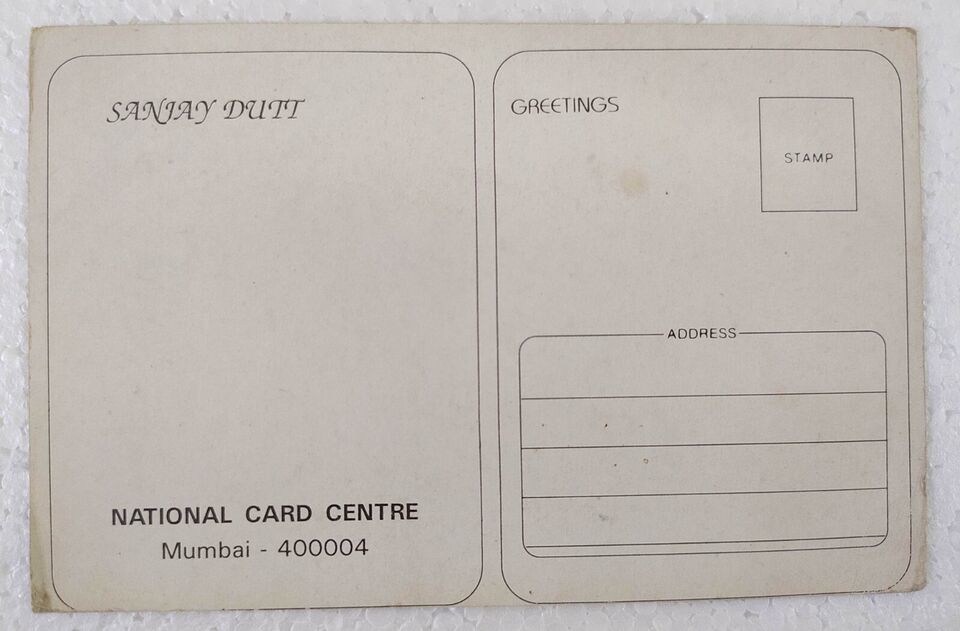 SANJAY DUTT
NATIONAL CARD CENTRE
Mumbai - 400004
GREETINGS
STAMP
ADDRESS